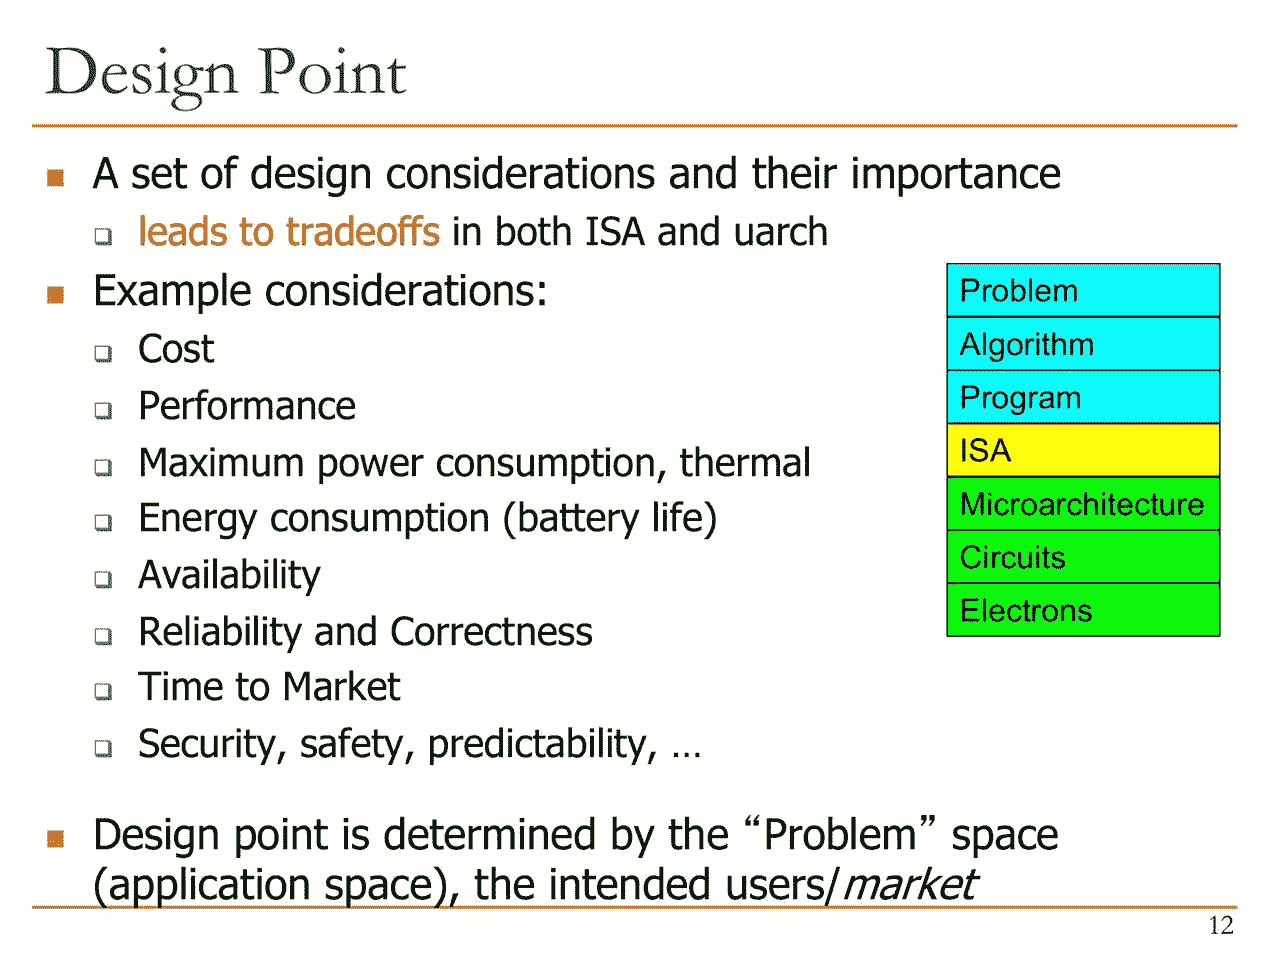 Design Point
A set of design considerations and their importance
leads to tradeoffs in both ISA and uarch
Example considerations:
Cost
Performance
Maximum power consumption, thermal
Energy consumption (battery life)
Availability
Reliability and Correctness
Time to Market
Security, safety, predictability, …
Problem
Algorithm
Program
ISA
Microarchitecture
Circuits
Electrons
Design point is determined by the “Problem” space
(application space), the intended users/market
12